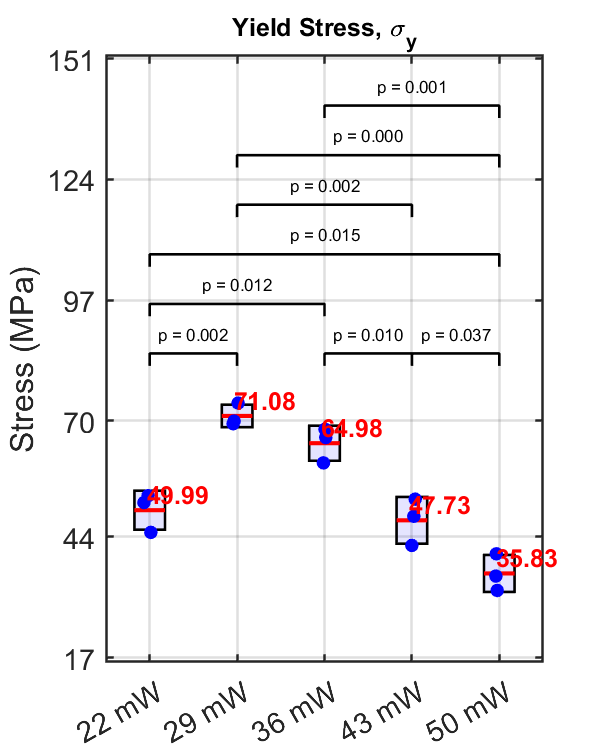 Yield Stress, σy
Stress (MPa)
151
124
97
70
44
17
p = 0.001
p = 0.000
p = 0.002
p = 0.015
p = 0.012
p = 0.002
p = 0.010
p = 0.037
49.99
71.08
64.98
47.73
35.83
22 mW
29 mW
36 mW
43 mW
50 mW